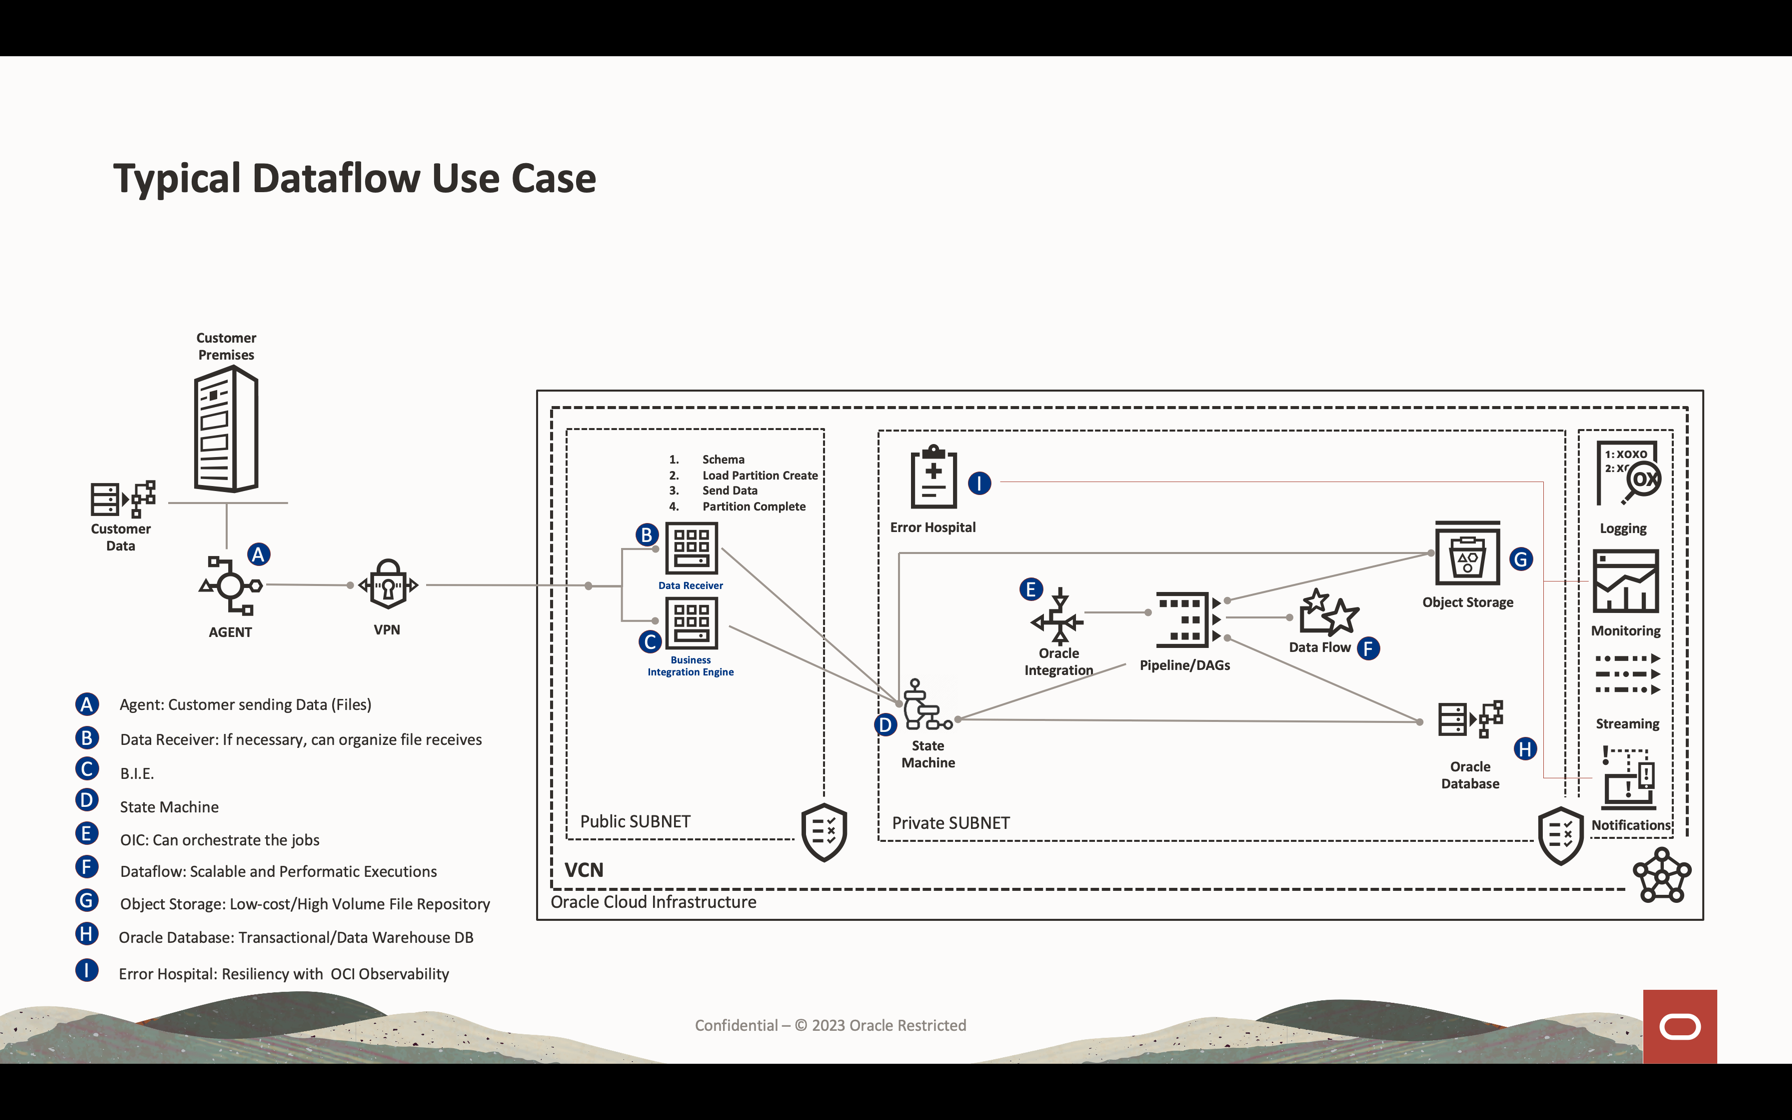 Typical Dataflow Use Case
Customer
Premises
Customer
Data
A
AGENT
VPN
1. Schema
2. Load Partition Create
3. Send Data
4. Partition Complete
B
Data Receiver
C
Business
Integration Engine
Public SUBNET
I
Error Hospital
E
Oracle
Integration
Pipeline/DAGs
Data Flow
F
G
Object Storage
D
State
Machine
H
Oracle
Database
Private SUBNET
1: XOXO
OX
Logging
Monitoring
Streaming
Notifications
VCN
Oracle Cloud Infrastructure
A Agent: Customer sending Data (Files)
B Data Receiver: If necessary, can organize file receives
C B.I.E.
D State Machine
E OIC: Can orchestrate the jobs
F Dataflow: Scalable and Performatic Executions
G Object Storage: Low-cost/High Volume File Repository
H Oracle Database: Transactional/Data Warehouse DB
I Error Hospital: Resiliency with OCI Observability
Confidential – © 2023 Oracle Restricted